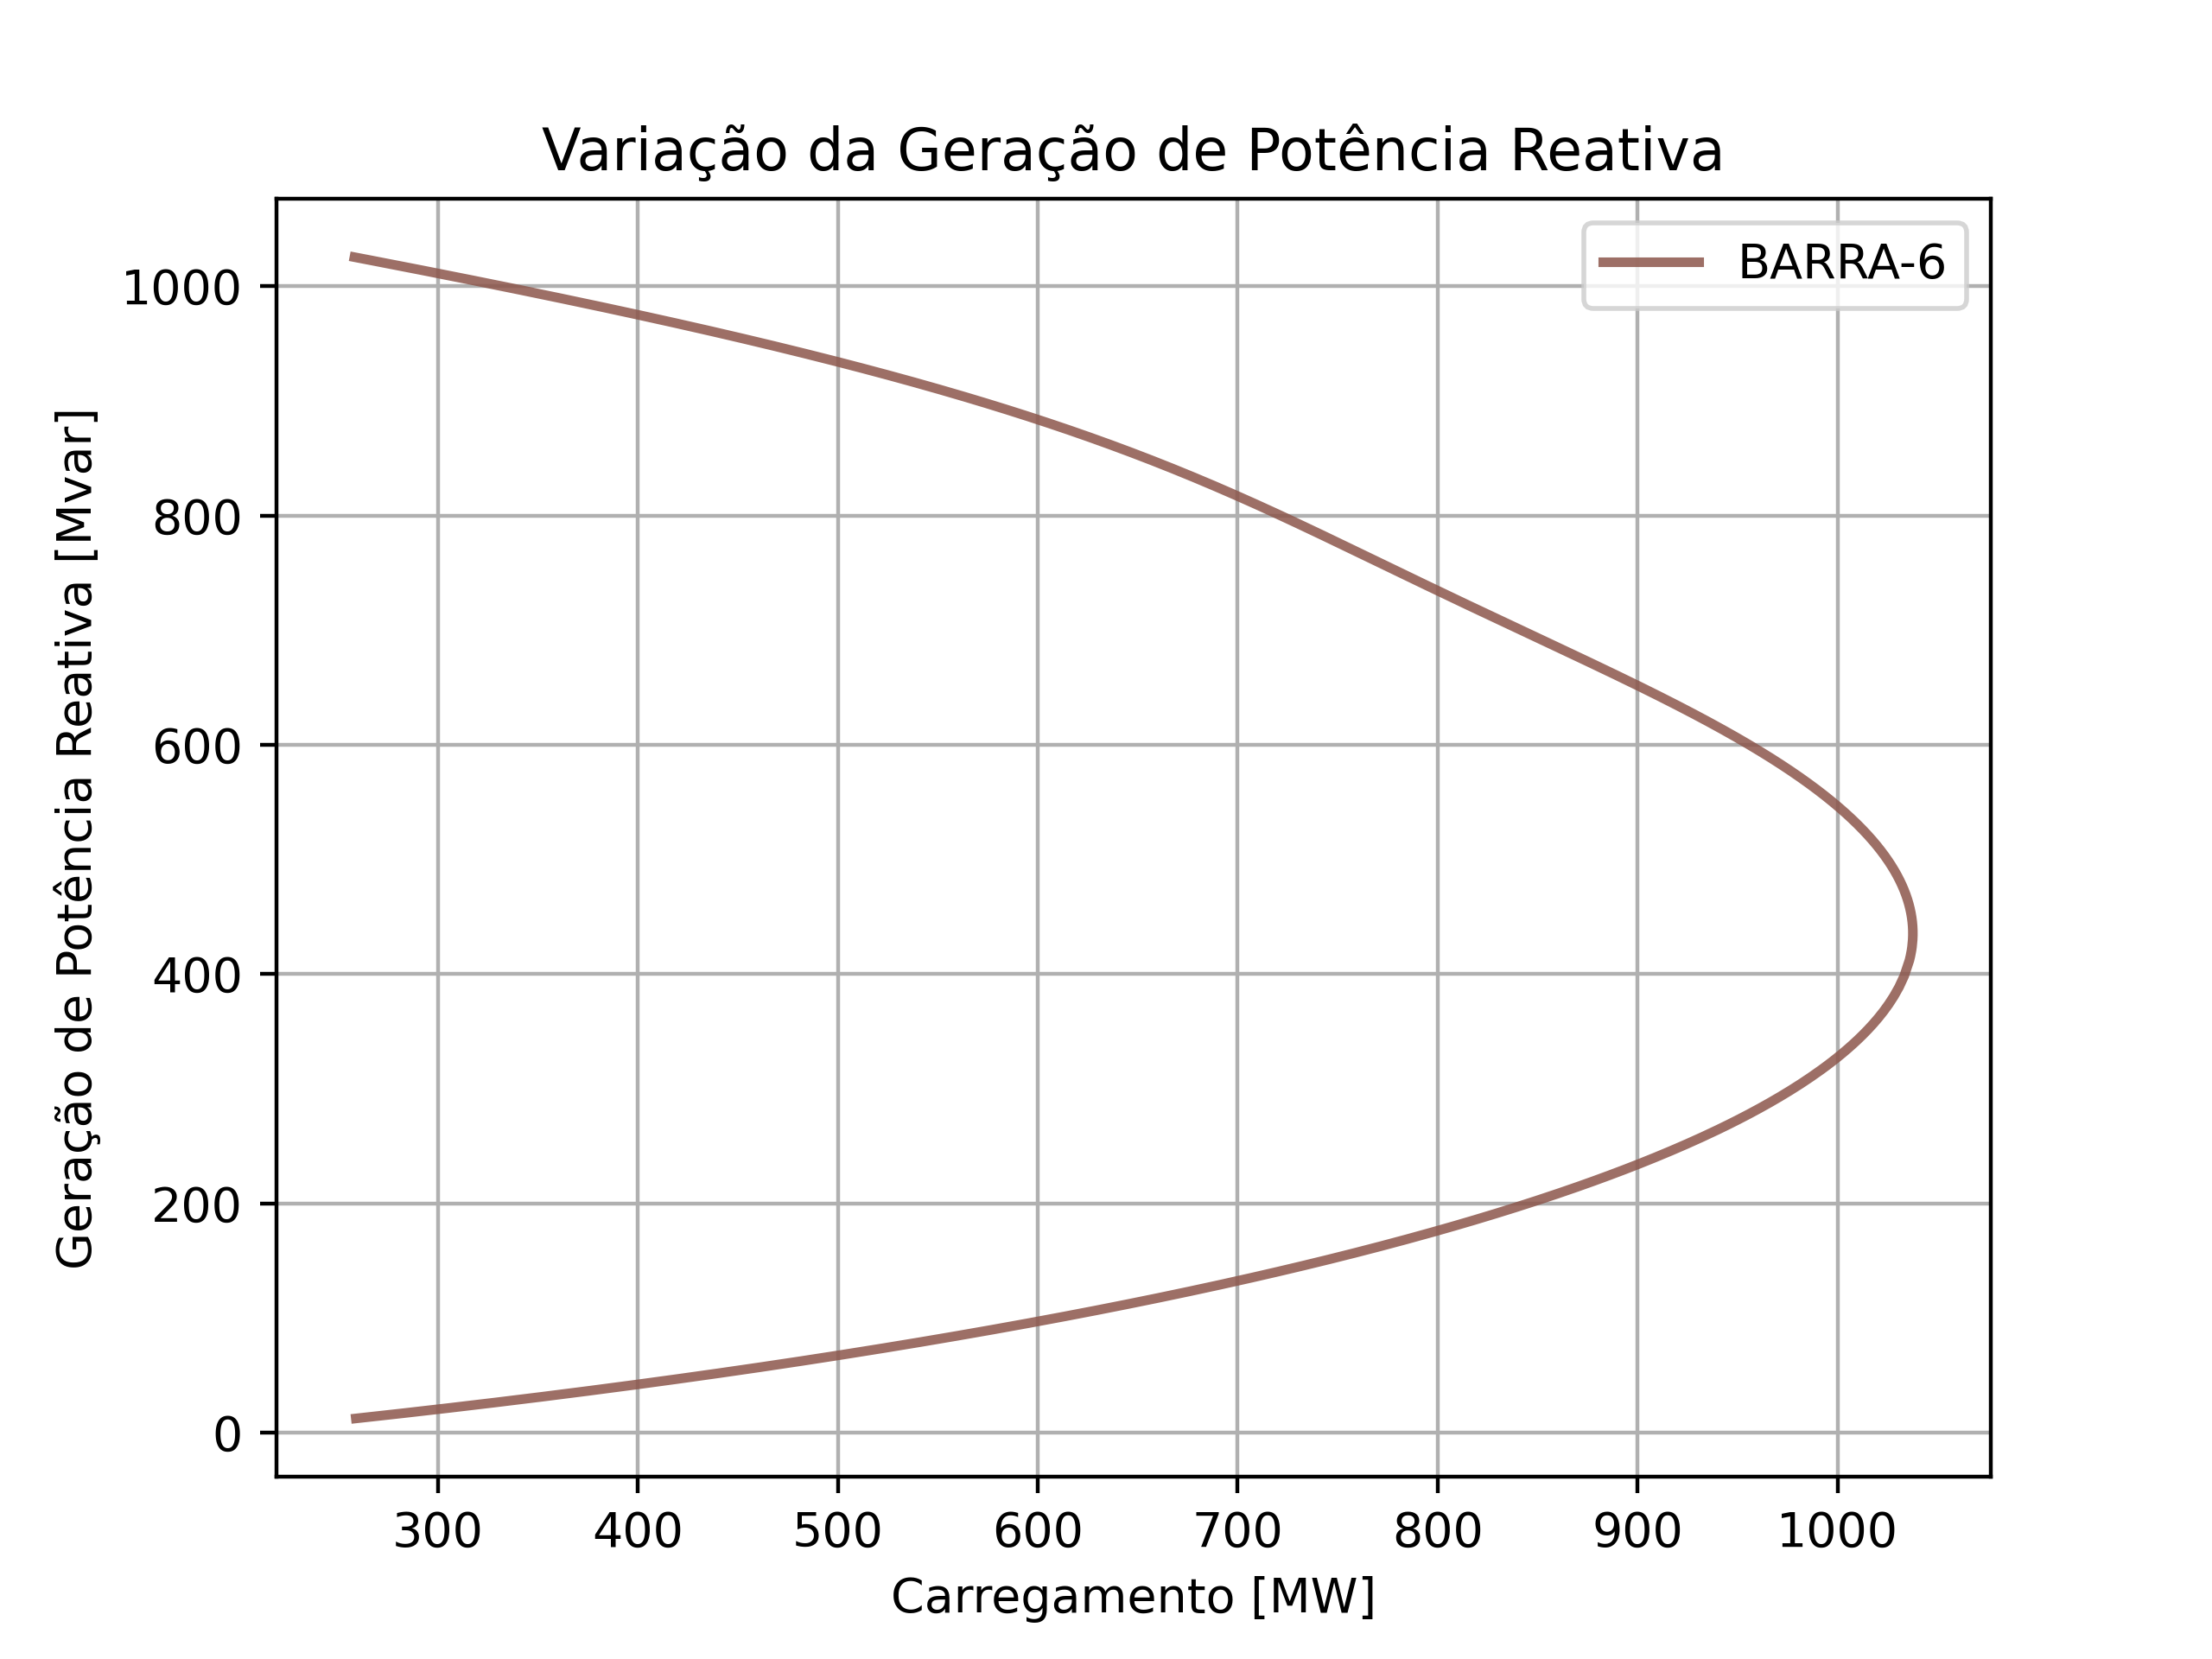 Variação da Geração de Potência Reativa
BARRA-6
Geração de Potência Reativa [Mvar]
1000
800
600
400
200
0
300 400 500 600 700 800 900 1000
Carregamento [MW]